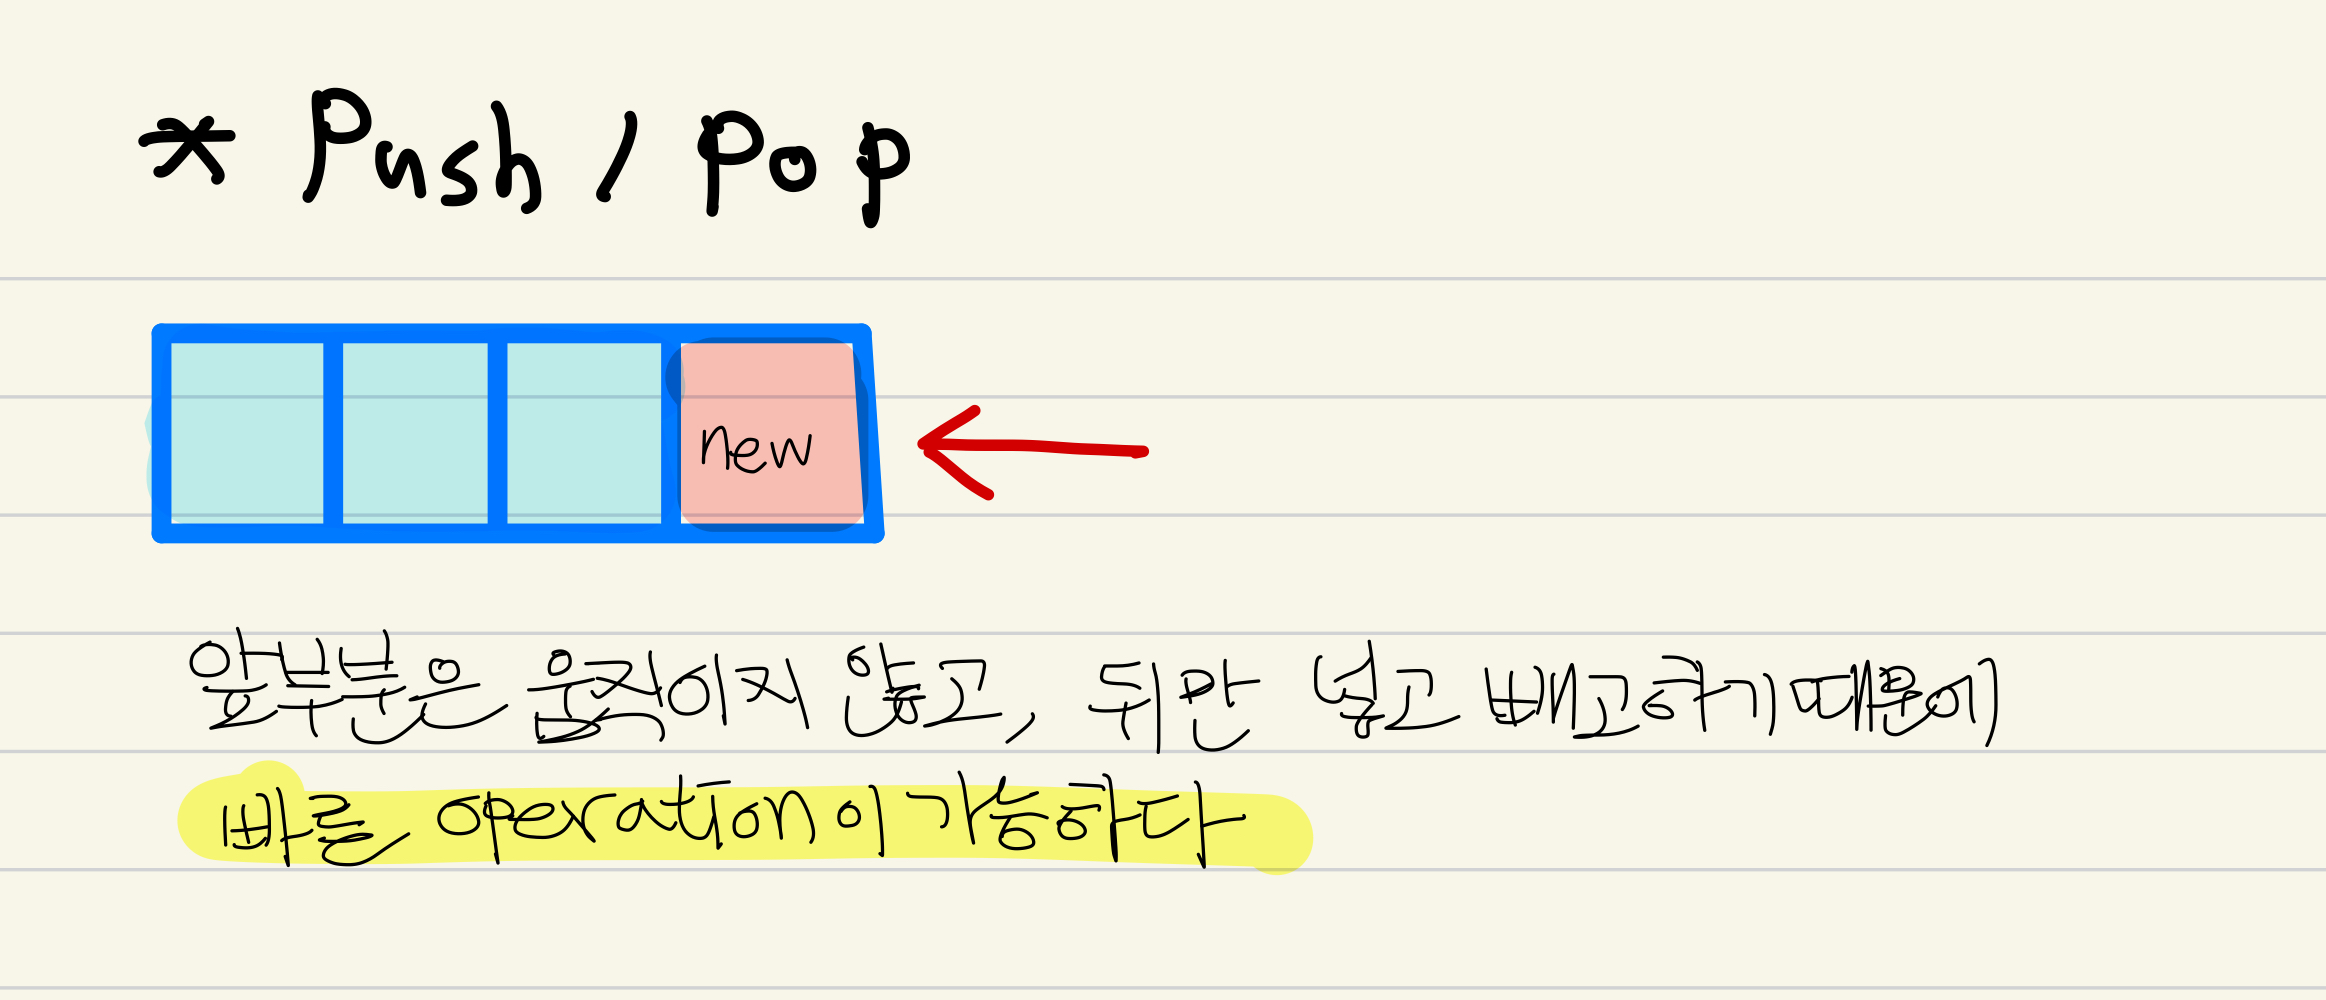 * Push / Pop
new
앞부분은 움직이지 않고, 뒤만 넣고 빼고하기 때문에
빠른 operation이 가능하다